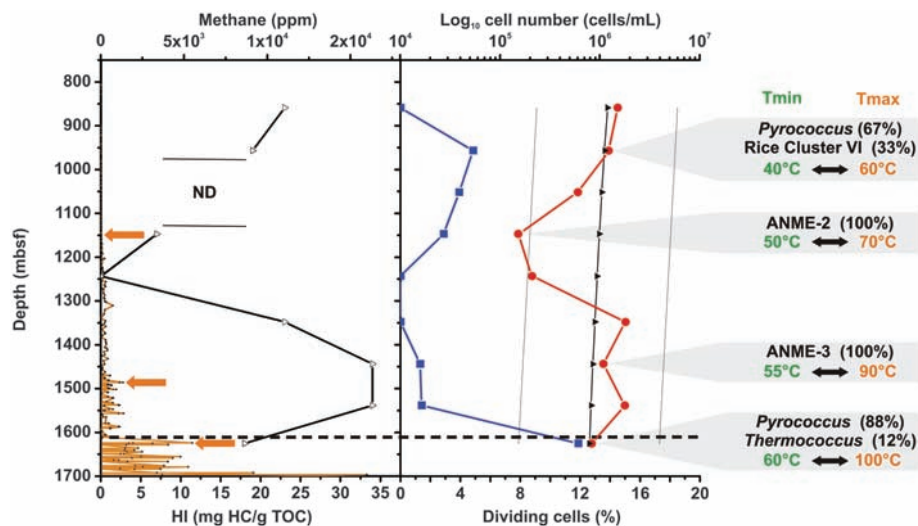 Methane (ppm)
0 5x10³ 1x10⁴ 2x10⁴
Log₁₀ cell number (cells/mL)
10⁴ 10⁵ 10⁶ 10⁷
Depth (mbsf)
800
900
1000
1100
1200
1300
1400
1500
1600
1700
ND
0 5 10 15 20 25 30 35
HI (mg HC/g TOC)
0 4 8 12 16 20
Dividing cells (%)
Tmin Tmax
Pyrococcus (67%)
Rice Cluster VI (33%)
40°C 60°C
ANME-2 (100%)
50°C 70°C
ANME-3 (100%)
55°C 90°C
Pyrococcus (88%)
Thermococcus (12%)
60°C 100°C